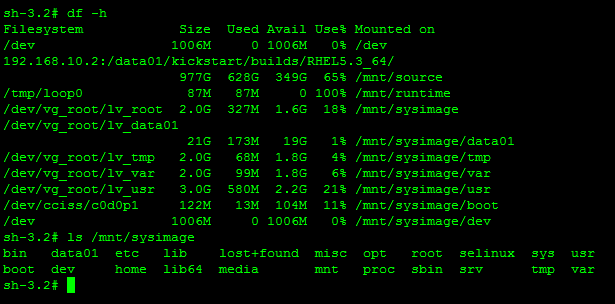 sh-3.2# df -h
Filesystem            Size  Used Avail Use% Mounted on
/dev                 1006M     0 1006M   0% /dev
192.168.10.2:/data01/kickstart/builds/RHEL5.3_64/
                      977G  628G  349G  65% /mnt/source
/tmp/loop0             87M   87M     0 100% /mnt/runtime
/dev/vg_root/lv_root  2.0G  327M  1.6G  18% /mnt/sysimage
/dev/vg_root/lv_data01
                       21G  173M   19G   1% /mnt/sysimage/data01
/dev/vg_root/lv_tmp   2.0G   68M  1.8G   4% /mnt/sysimage/tmp
/dev/vg_root/lv_var   2.0G   99M  1.8G   6% /mnt/sysimage/var
/dev/vg_root/lv_usr   3.0G  580M  2.2G  21% /mnt/sysimage/usr
/dev/cciss/c0d0p1     122M   13M  104M  11% /mnt/sysimage/boot
/dev                 1006M     0 1006M   0% /mnt/sysimage/dev
sh-3.2# ls /mnt/sysimage
bin   data01  etc   lib    lost+found  misc  opt   root  selinux  sys  usr
boot  dev     home  lib64  media       mnt   proc  sbin  srv      tmp  var
sh-3.2#